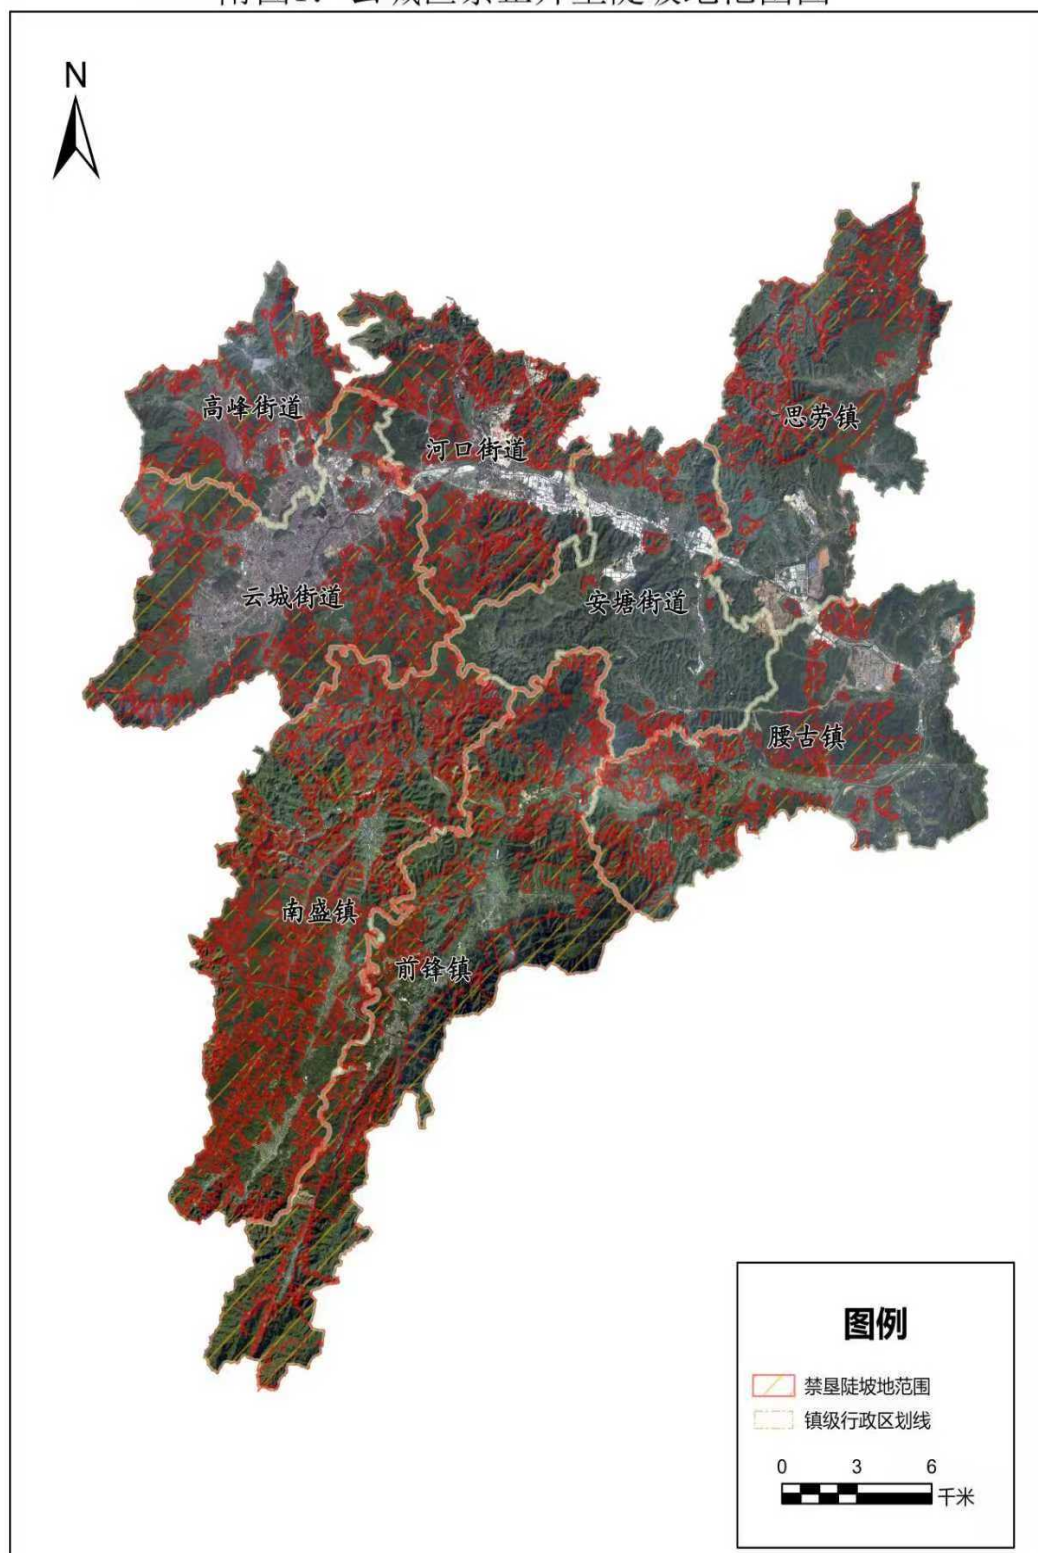 N
高峰街道
河口街道
思劳镇
云城街道
安塘街道
腰古镇
南盛镇
前锋镇
图例
禁垦陡坡地范围
镇级行政区划线
0 3 6
千米